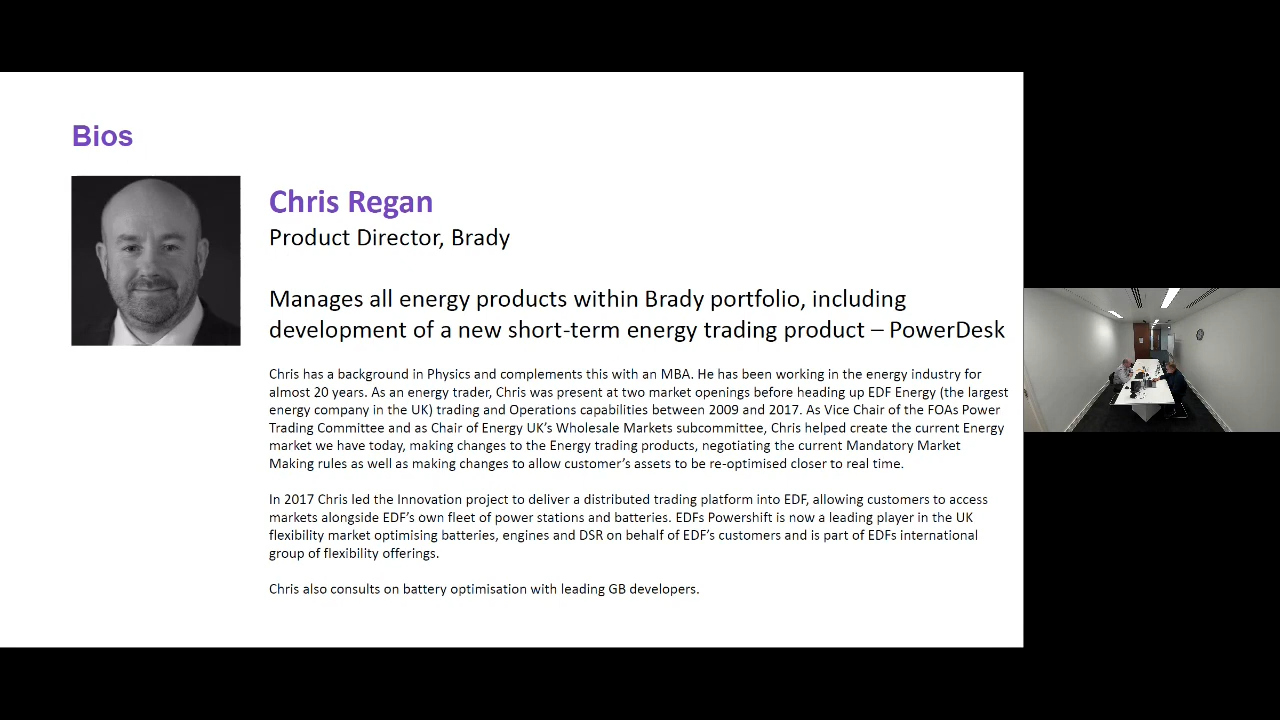 Bios
Chris Regan
Product Director, Brady
Manages all energy products within Brady portfolio, including
development of a new short-term energy trading product – PowerDesk
Chris has a background in Physics and complements this with an MBA. He has been working in the energy industry for
almost 20 years. As an energy trader, Chris was present at two market openings before heading up EDF Energy (the largest
energy company in the UK) trading and Operations capabilities between 2009 and 2017. As Vice Chair of the FOAs Power
Trading Committee and as Chair of Energy UK's Wholesale Markets subcommittee, Chris helped create the current Energy
market we have today, making changes to the Energy trading products, negotiating the current Mandatory Market
Making rules as well as making changes to allow customer's assets to be re-optimised closer to real time.
In 2017 Chris led the Innovation project to deliver a distributed trading platform into EDF, allowing customers to access
markets alongside EDF's own fleet of power stations and batteries. EDFs Powershift is now a leading player in the UK
flexibility market optimising batteries, engines and DSR on behalf of EDF's customers and is part of EDFs international
group of flexibility offerings.
Chris also consults on battery optimisation with leading GB developers.